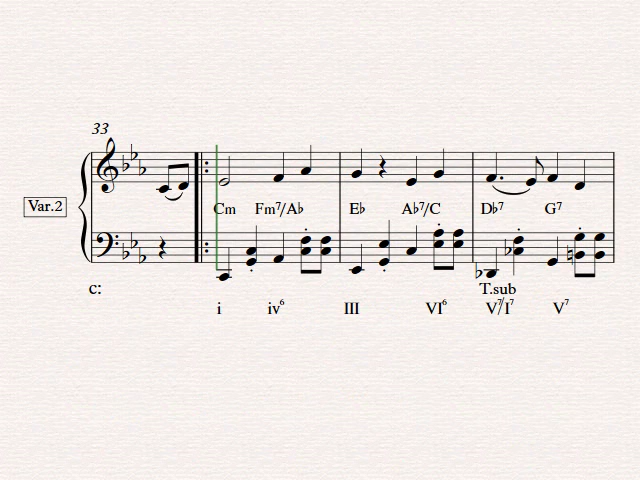 33
Var.2
Cm Fm⁷/A♭ E♭ A♭⁷/C D♭⁷ G⁷
c:
T.sub
i iv⁶ III VI⁶ V⁷/I⁷ V⁷